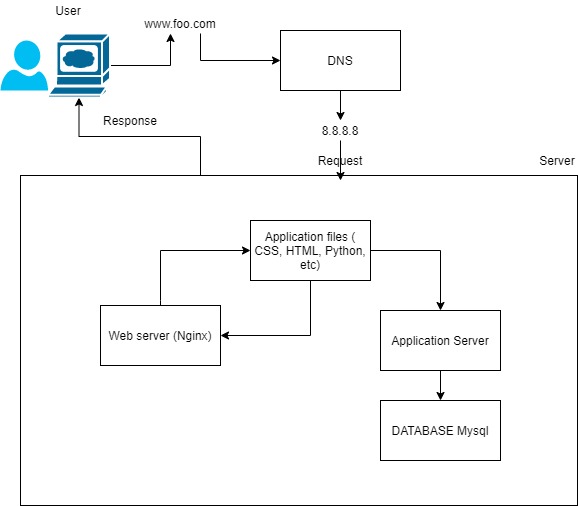 User
www.foo.com
DNS
8.8.8.8
Response
Request
Server
Application files (
CSS, HTML, Python,
etc)
Web server (Nginx)
Application Server
DATABASE Mysql